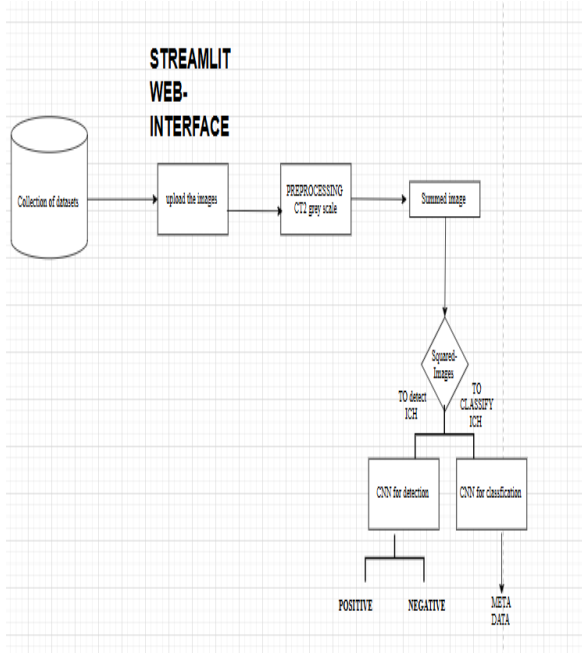 STREAMLIT
WEB-
INTERFACE
Collection of datasets
upload the images
PREPROCESSING
CT2 grey scale
Summed image
Squared-
Images
TO detect
ICH
TO
CLASSIFY
ICH
CNN for detection
CNN for classfication
POSITIVE
NEGATIVE
META
DATA